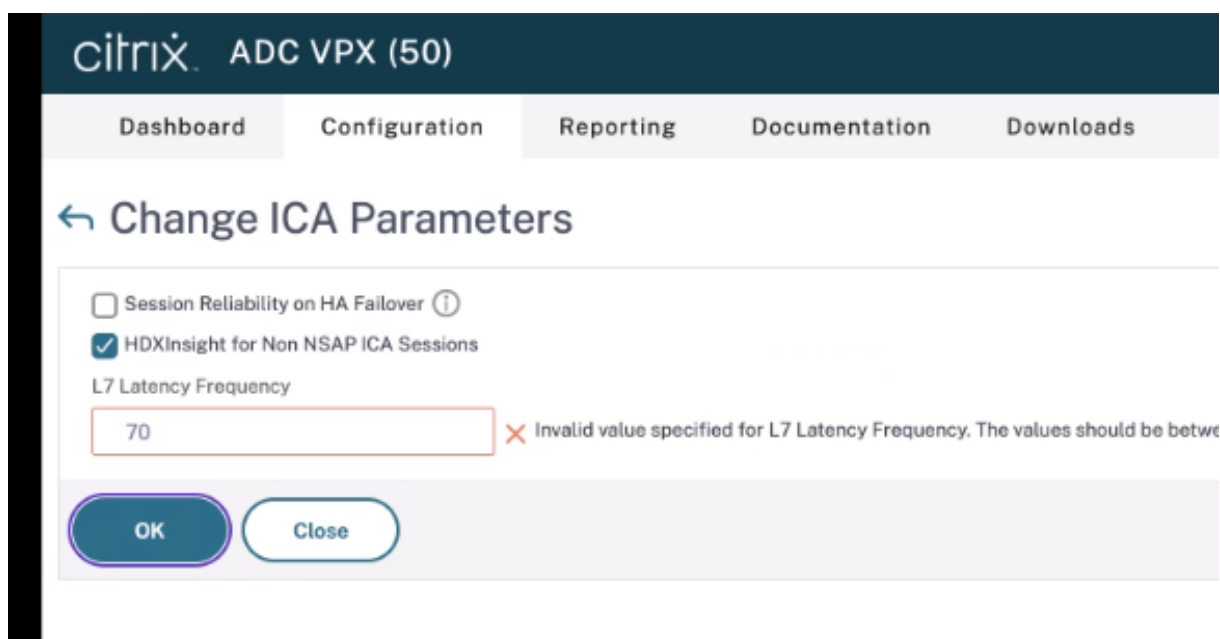 citrix ADC VPX (50)
Dashboard Configuration Reporting Documentation Downloads
Change ICA Parameters
Session Reliability on HA Failover
HDXInsight for Non NSAP ICA Sessions
L7 Latency Frequency
70
Invalid value specified for L7 Latency Frequency. The values should be betwe
OK Close